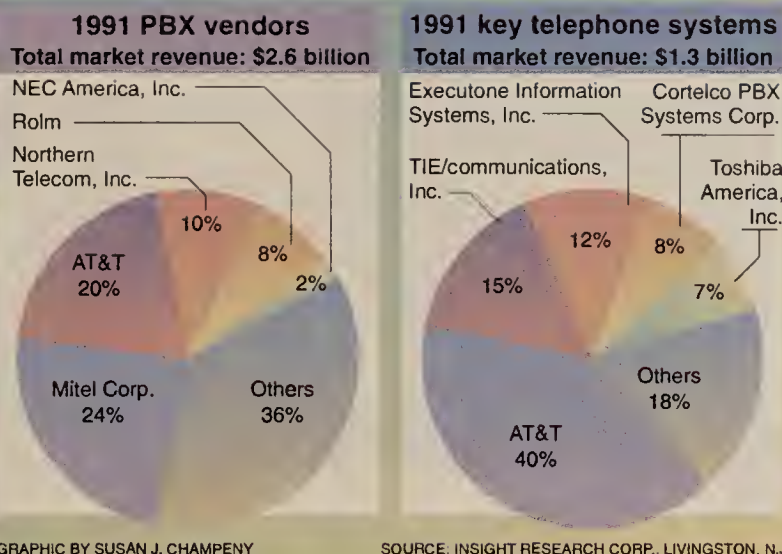 1991 PBX vendors
Total market revenue: $2.6 billion
NEC America, Inc.
Rolm
Northern
Telecom, Inc.
10%
8%
2%
AT&T
20%
Mitel Corp.
24%
Others
36%
1991 key telephone systems
Total market revenue: $1.3 billion
Executone Information
Systems, Inc.
Cortelco PBX
Systems Corp.
TIE/communications,
Inc.
Toshiba
America,
Inc.
12%
8%
15%
7%
Others
18%
AT&T
40%
GRAPHIC BY SUSAN J. CHAMPENY
SOURCE: INSIGHT RESEARCH CORP., LIVINGSTON, N.